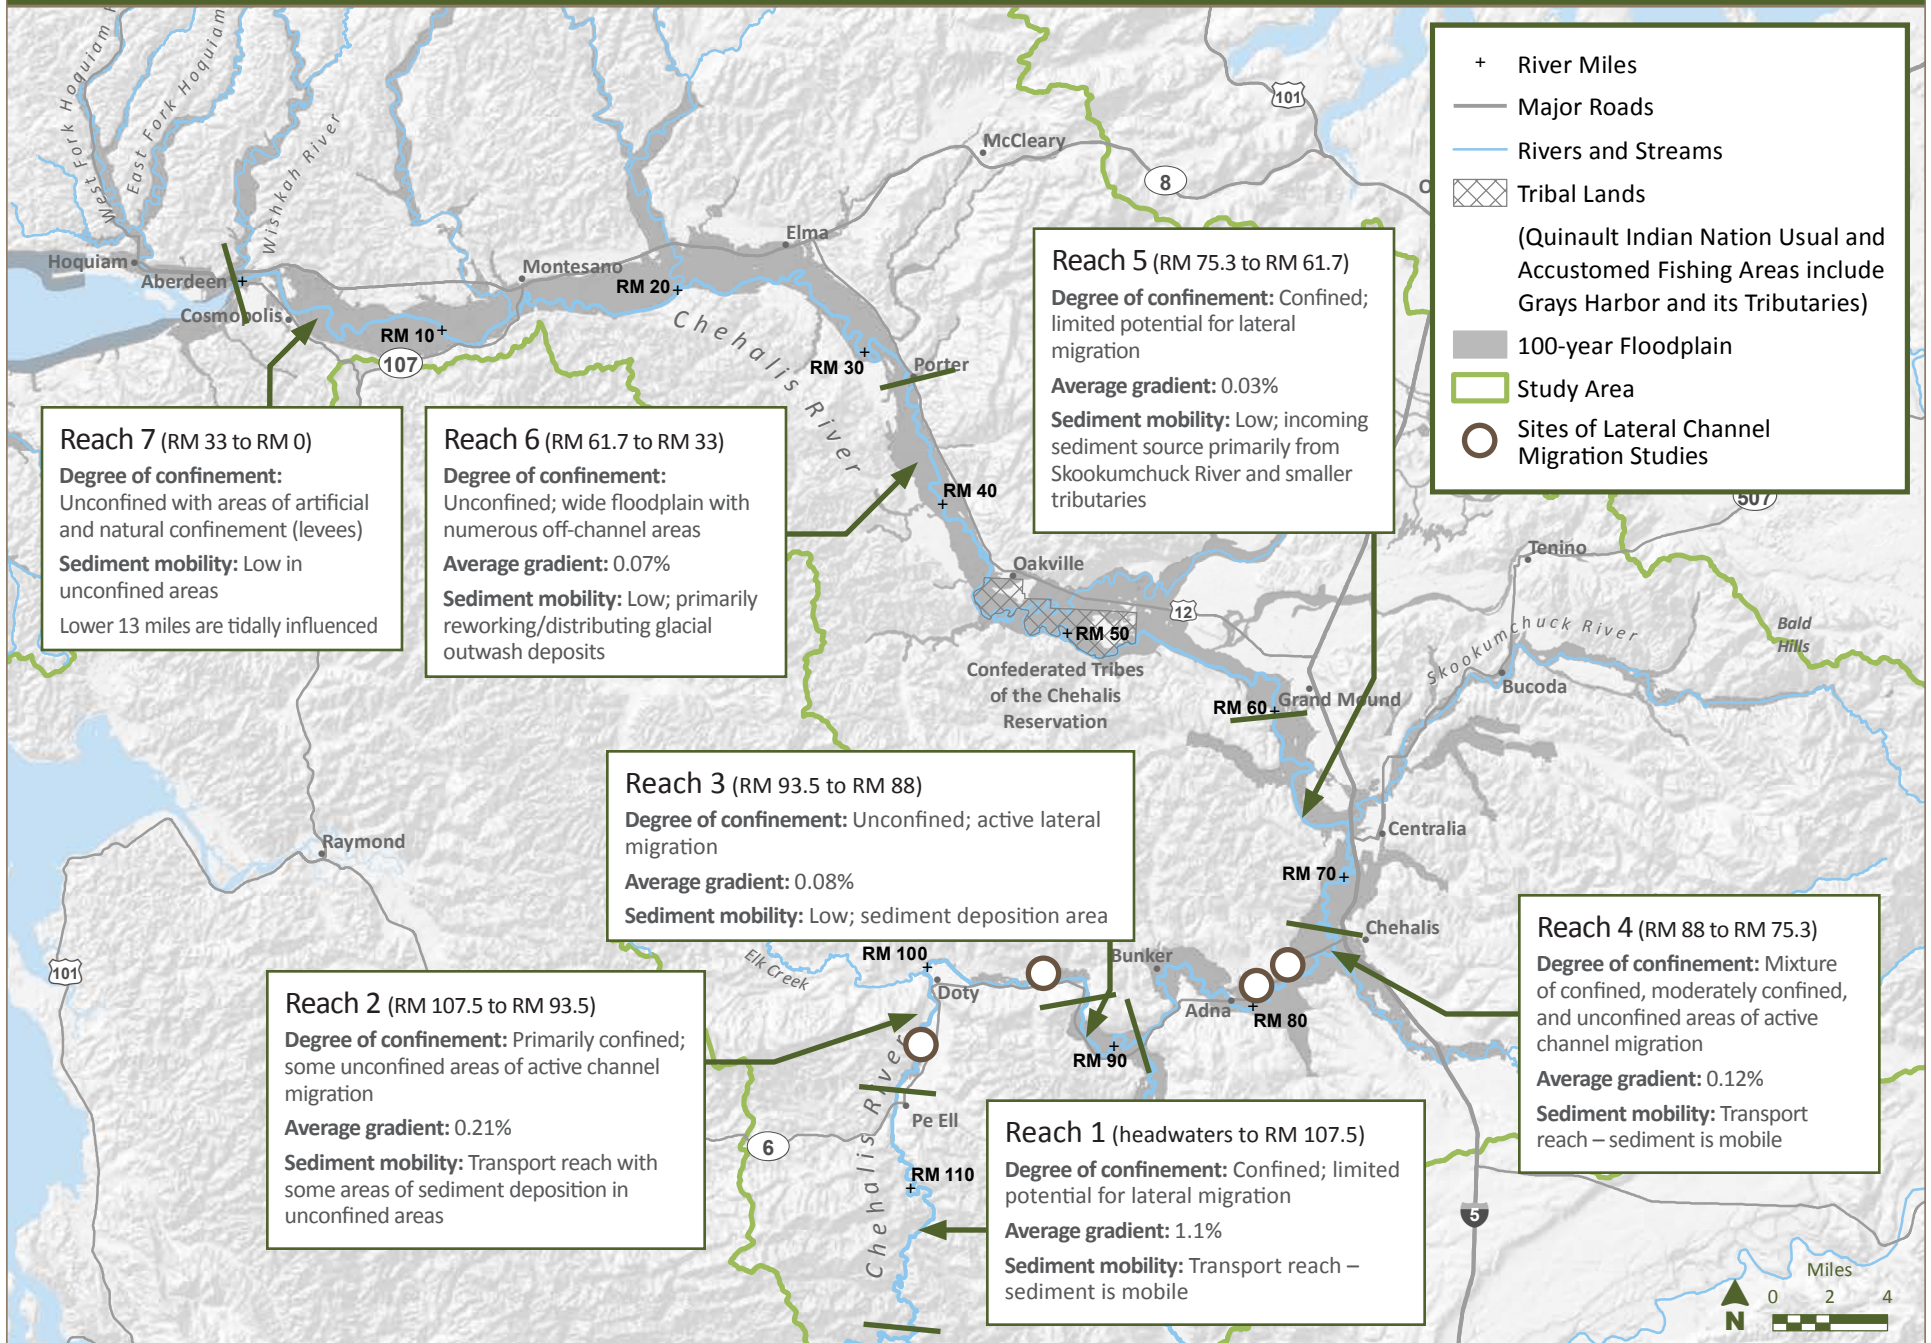 West Fork Hoquiam R
East Fork Hoquiam
Wishkah River
Hoquiam
Aberdeen
Cosmopolis
RM 10
107
Montesano
RM 20
Elma
McCleary
8
101
Chehalis River
RM 30
Porter
River Miles
Major Roads
Rivers and Streams
Tribal Lands
(Quinault Indian Nation Usual and
Accustomed Fishing Areas include
Grays Harbor and its Tributaries)
100-year Floodplain
Study Area
Sites of Lateral Channel
Migration Studies
Reach 5 (RM 75.3 to RM 61.7)
Degree of confinement: Confined;
limited potential for lateral
migration
Average gradient: 0.03%
Sediment mobility: Low; incoming
sediment source primarily from
Skookumchuck River and smaller
tributaries
Reach 7 (RM 33 to RM 0)
Degree of confinement:
Unconfined with areas of artificial
and natural confinement (levees)
Sediment mobility: Low in
unconfined areas
Lower 13 miles are tidally influenced
Reach 6 (RM 61.7 to RM 33)
Degree of confinement:
Unconfined; wide floodplain with
numerous off-channel areas
Average gradient: 0.07%
Sediment mobility: Low; primarily
reworking/distributing glacial
outwash deposits
RM 40
507
Tenino
Oakville
12
RM 50
Confederated Tribes
of the Chehalis
Reservation
Skookumchuck River
Bald
Hills
Bucoda
RM 60
Grand Mound
Reach 3 (RM 93.5 to RM 88)
Degree of confinement: Unconfined; active lateral
migration
Average gradient: 0.08%
Sediment mobility: Low; sediment deposition area
Raymond
Centralia
RM 70
Chehalis
101
RM 100
Elk Creek
Doty
Bunker
Adna
RM 80
RM 90
Reach 4 (RM 88 to RM 75.3)
Degree of confinement: Mixture
of confined, moderately confined,
and unconfined areas of active
channel migration
Average gradient: 0.12%
Sediment mobility: Transport
reach – sediment is mobile
Reach 2 (RM 107.5 to RM 93.5)
Degree of confinement: Primarily confined;
some unconfined areas of active channel
migration
Average gradient: 0.21%
Sediment mobility: Transport reach with
some areas of sediment deposition in
unconfined areas
Pe Ell
6
Chehalis River
RM 110
Reach 1 (headwaters to RM 107.5)
Degree of confinement: Confined; limited
potential for lateral migration
Average gradient: 1.1%
Sediment mobility: Transport reach –
sediment is mobile
5
Miles
0 2 4
N